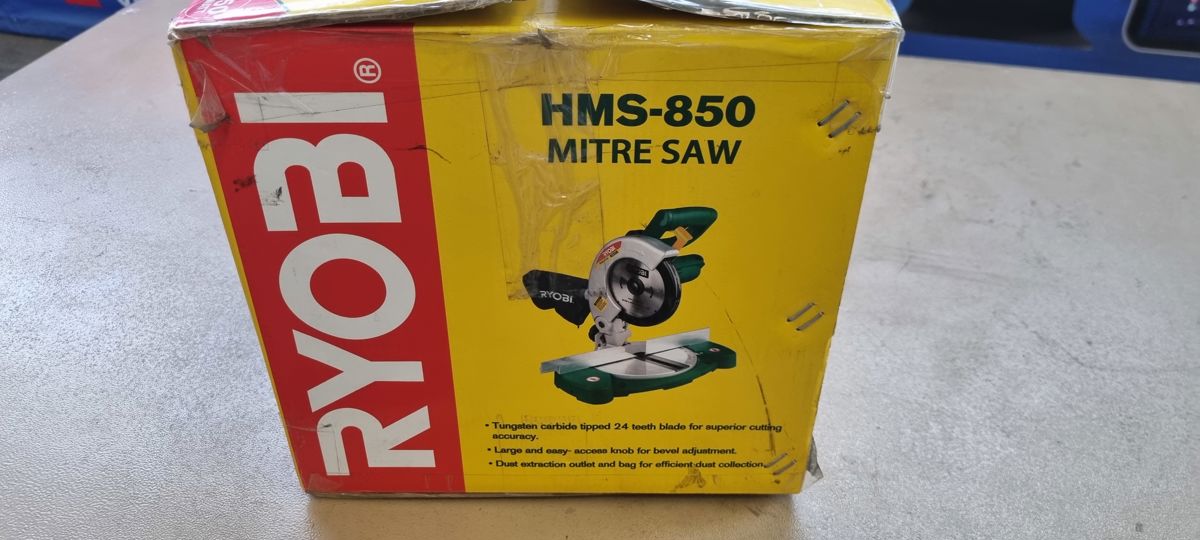 RYOBI®
HMS-850
MITRE SAW
RYOBI
• Tungsten carbide tipped 24 teeth blade for superior cutting
accuracy.
• Large and easy- access knob for bevel adjustment.
• Dust extraction outlet and bag for efficient dust collection.